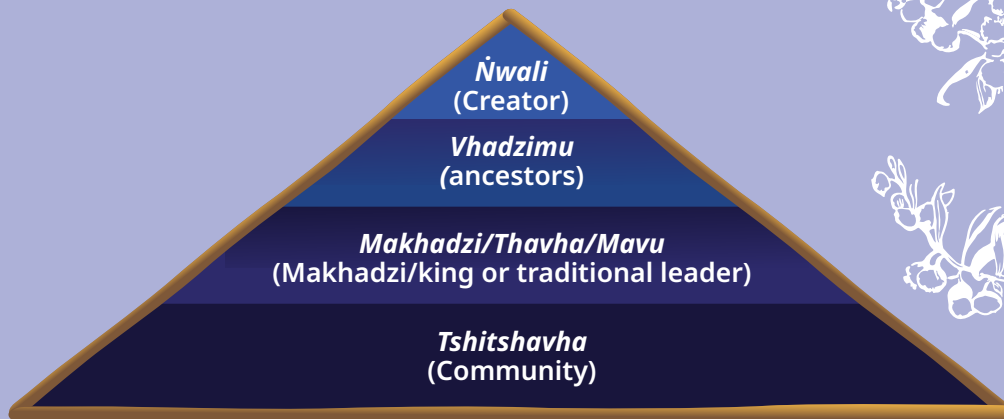 Ṅwali
(Creator)
Vhadzimu
(ancestors)
Makhadzi/Thavha/Mavu
(Makhadzi/king or traditional leader)
Tshitshavha
(Community)